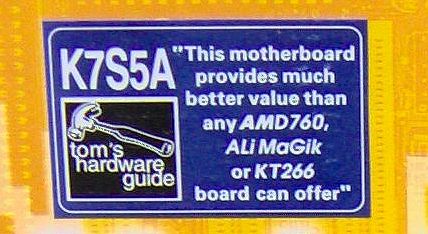 K7S5A
tom's
hardware
guide
"This motherboard
provides much
better value than
any AMD760,
ALi MaGik
or KT266
board can offer"